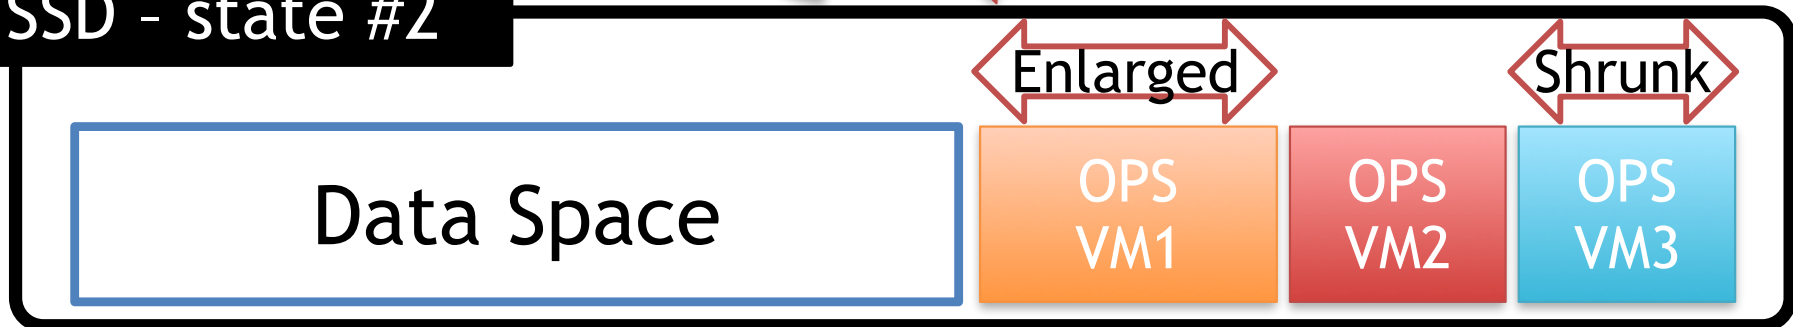 SSD – state #2
Enlarged
Shrunk
Data Space
OPS
VM1
OPS
VM2
OPS
VM3